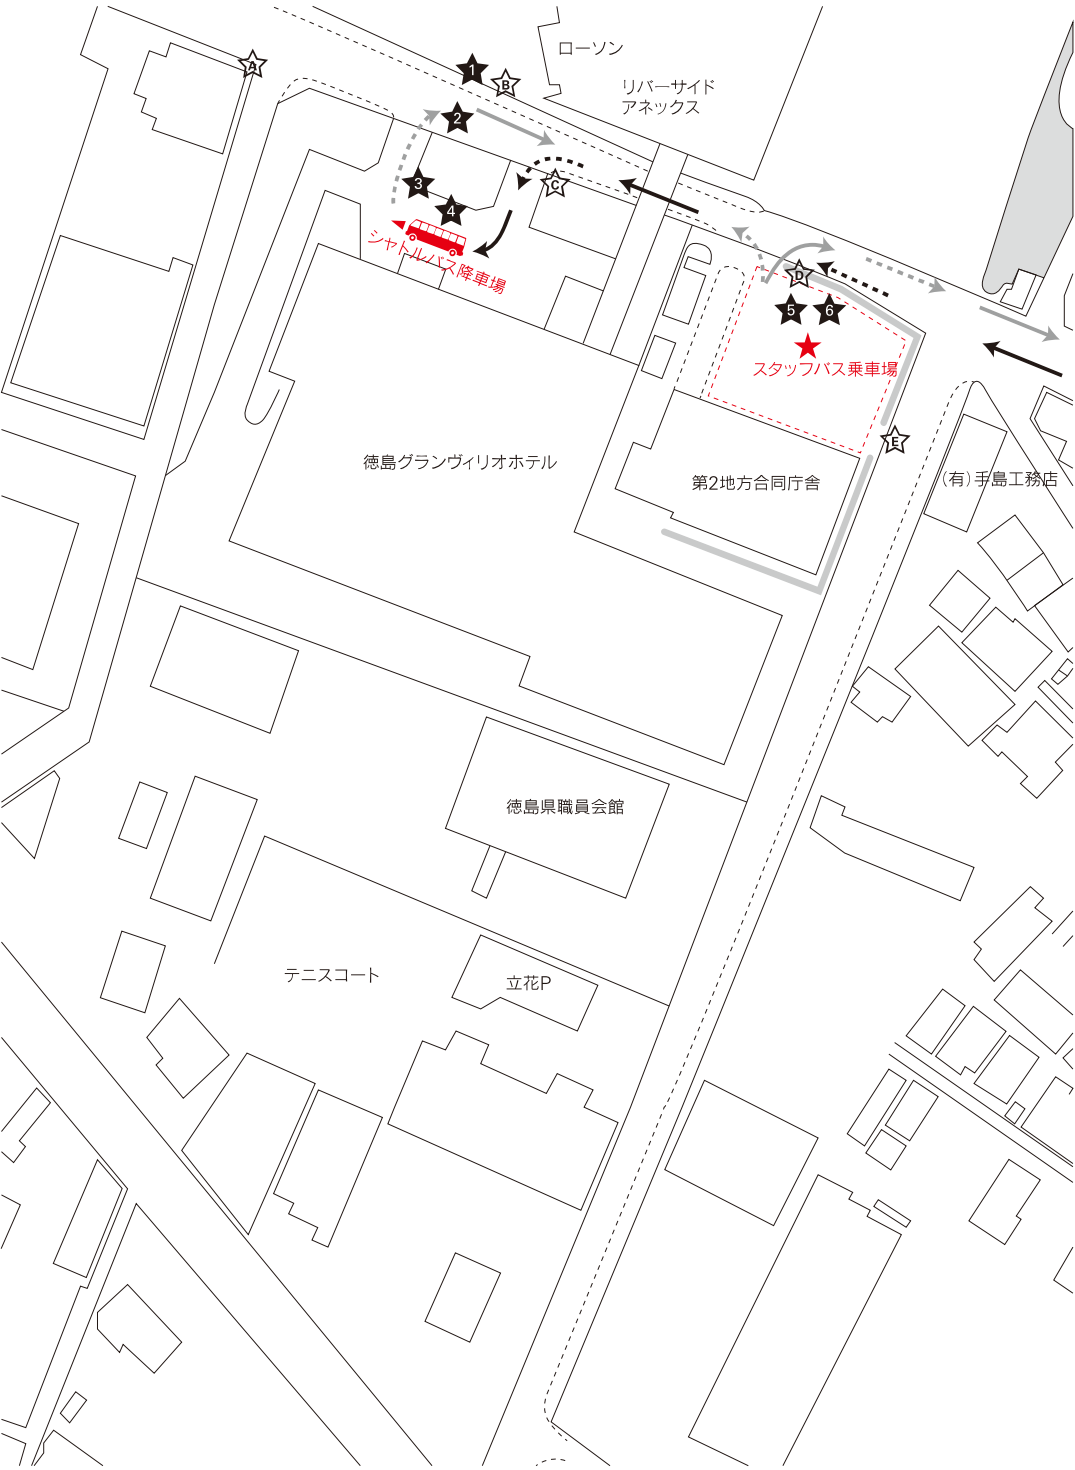 ローソン
リバーサイド
アネックス
A
1
B
2
3
4
C
シャトルバス降車場
D
5
6
スタッフバス乗車場
E
徳島グランヴィリオホテル
第2地方合同庁舎
(有)手島工務店
徳島県職員会館
テニスコート
立花P